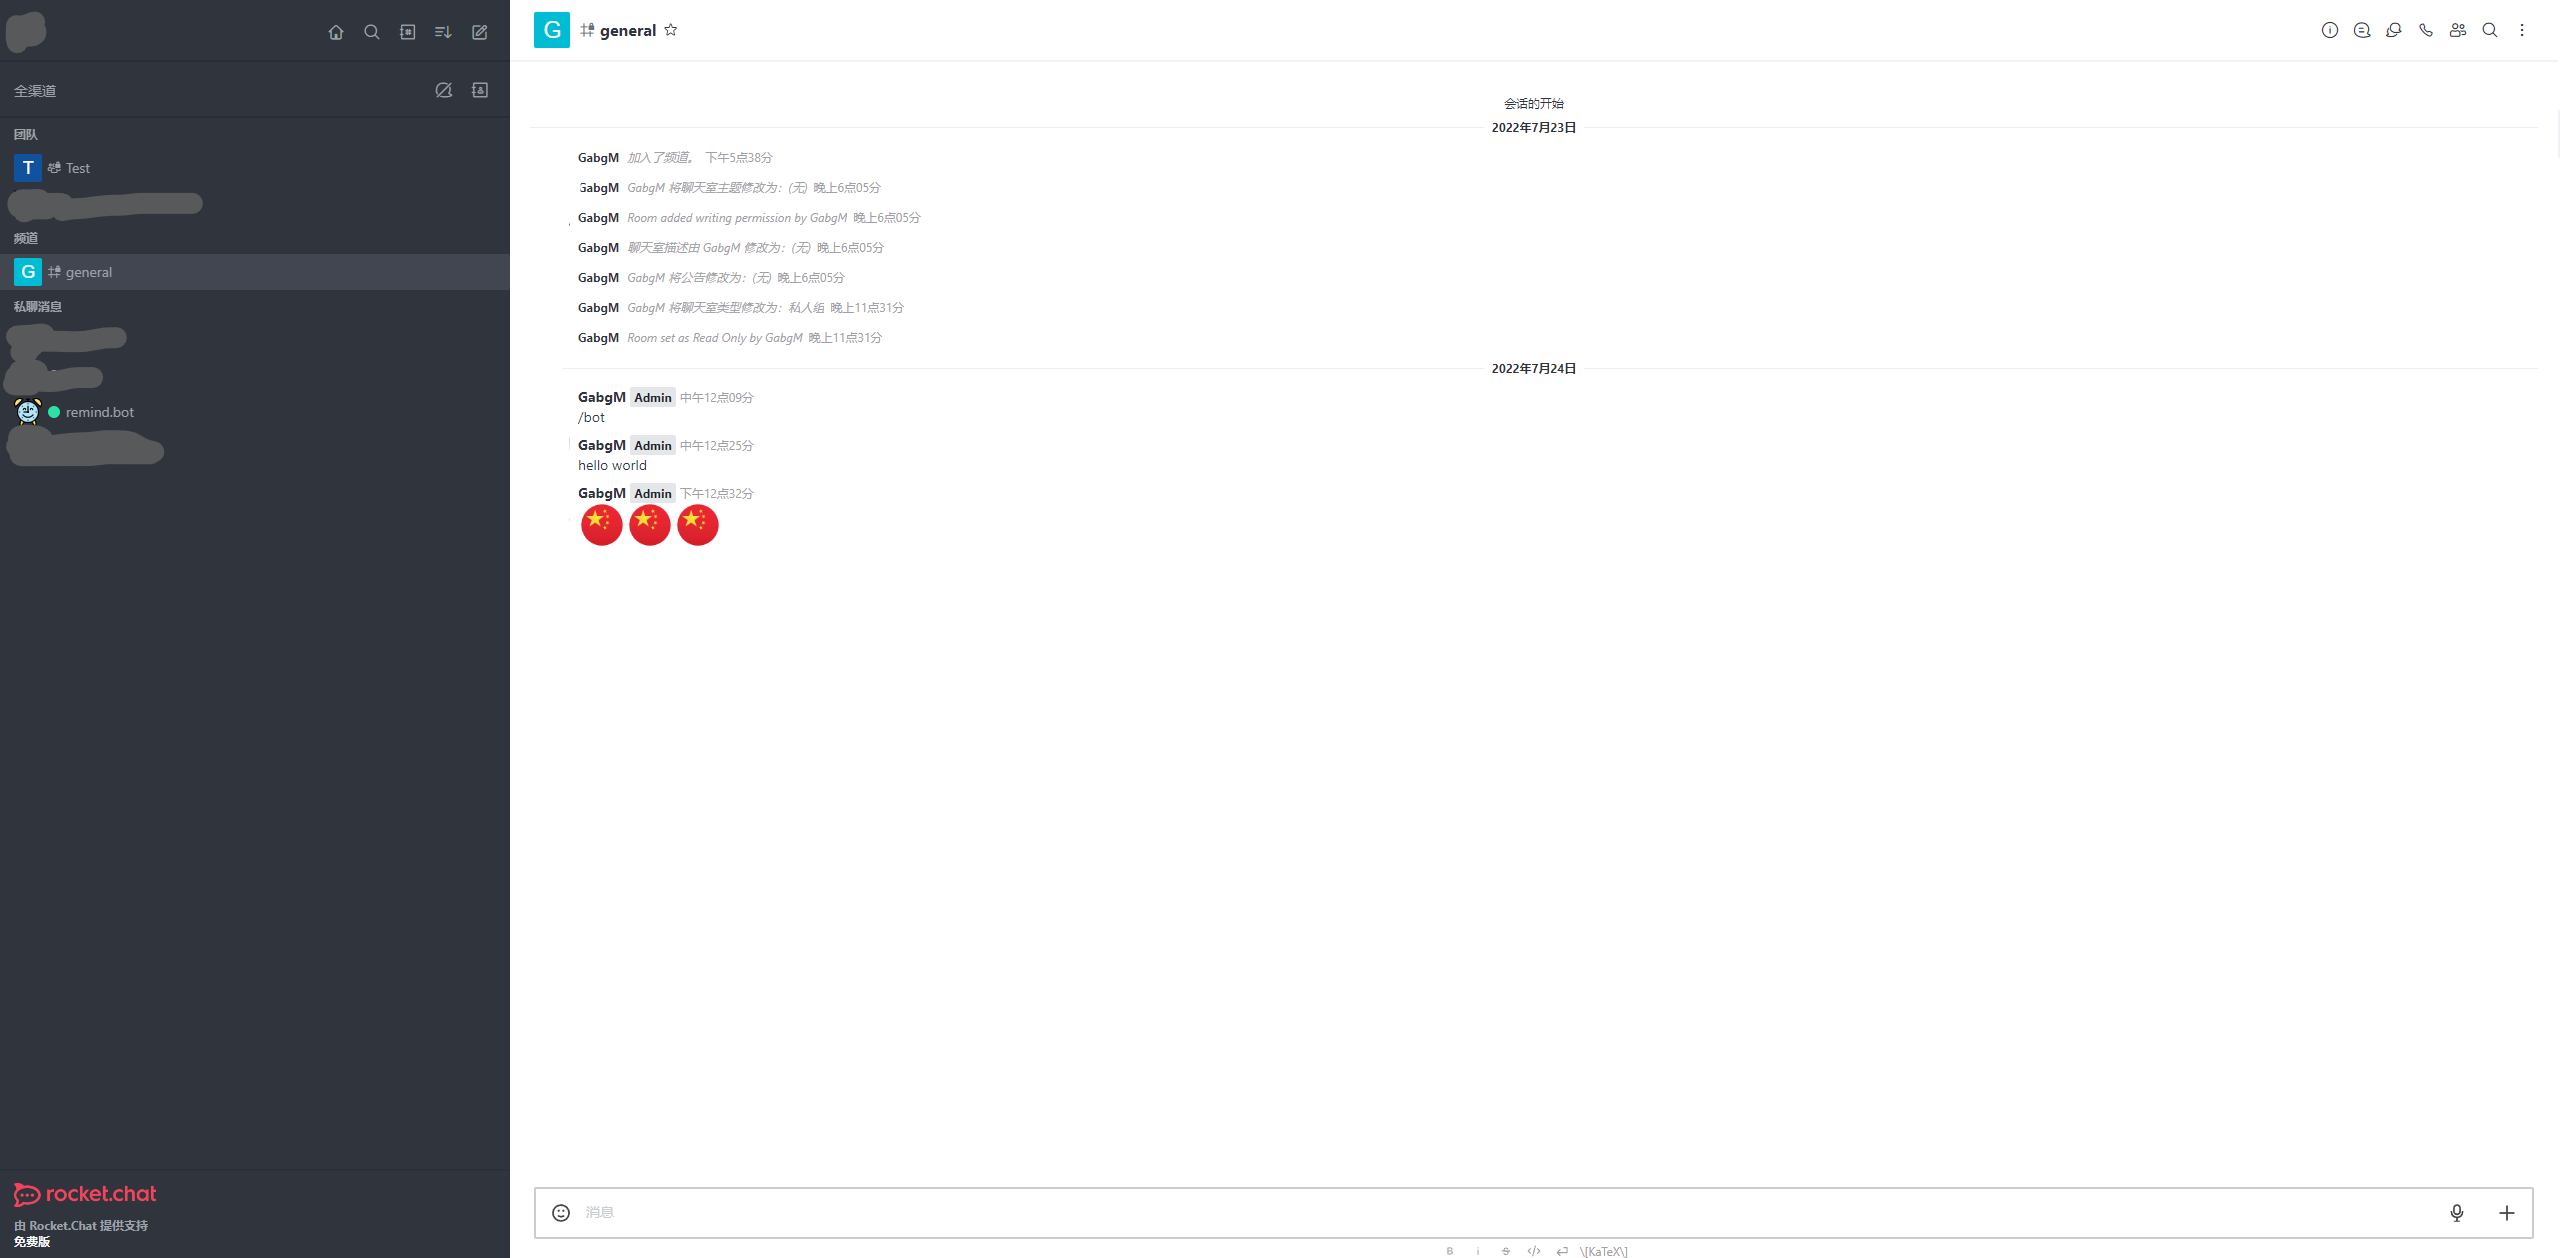 全渠道
团队
T Test
频道
G general
私聊消息
remind.bot
rocket.chat
由 Rocket.Chat 提供支持
免费版
G general
会话的开始
2022年7月23日
GabgM 加入了频道。 下午5点38分
GabgM GabgM 将聊天室主题修改为：(无) 晚上6点05分
GabgM Room added writing permission by GabgM 晚上6点05分
GabgM 聊天室描述由 GabgM 修改为：(无) 晚上6点05分
GabgM GabgM 将公告修改为：(无) 晚上6点05分
GabgM GabgM 将聊天室类型修改为：私人组 晚上11点31分
GabgM Room set as Read Only by GabgM 晚上11点31分
2022年7月24日
GabgM Admin 中午12点09分
/bot
GabgM Admin 中午12点25分
hello world
GabgM Admin 下午12点32分
消息
B i S </> \[KaTeX\]